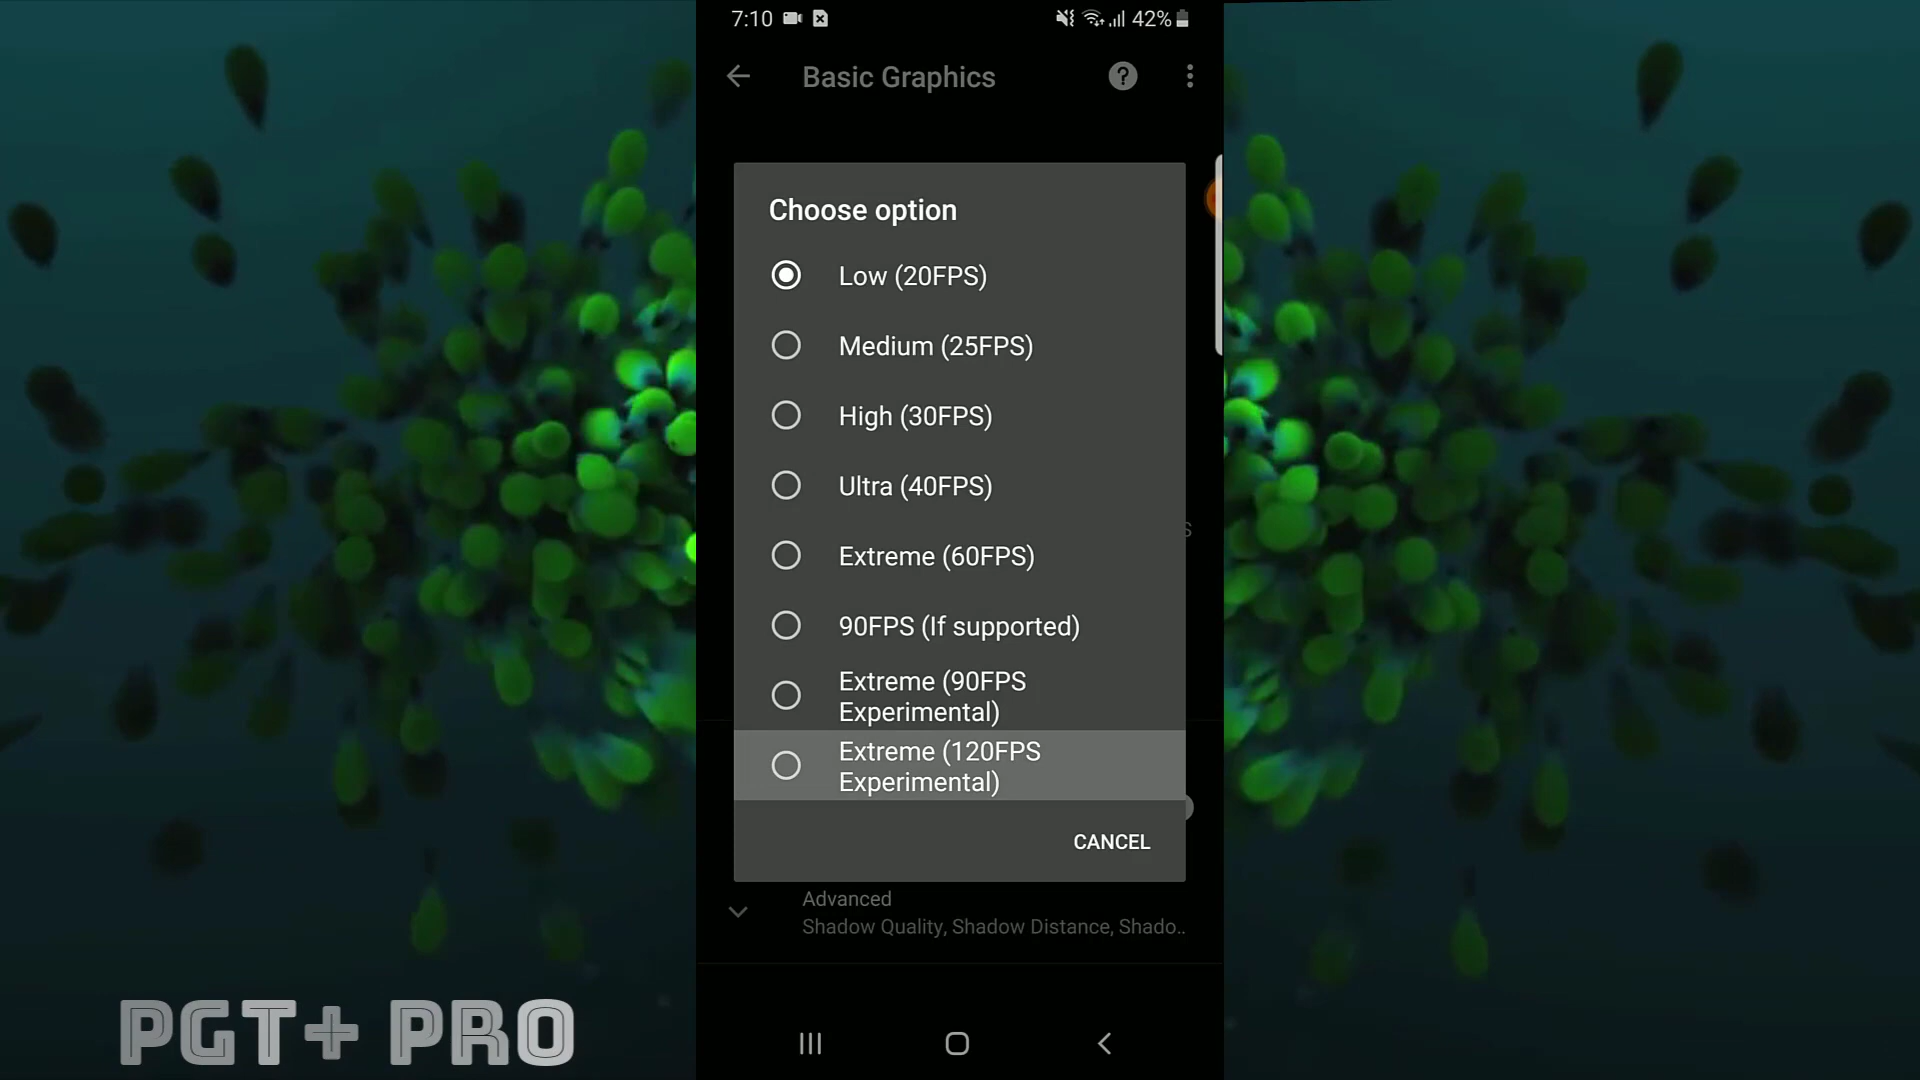 7:10
42%
Basic Graphics
Choose option
Low (20FPS)
Medium (25FPS)
High (30FPS)
Ultra (40FPS)
Extreme (60FPS)
90FPS (If supported)
Extreme (90FPS
Experimental)
Extreme (120FPS
Experimental)
CANCEL
Advanced
Shadow Quality, Shadow Distance, Shado..
PGT+ PRO